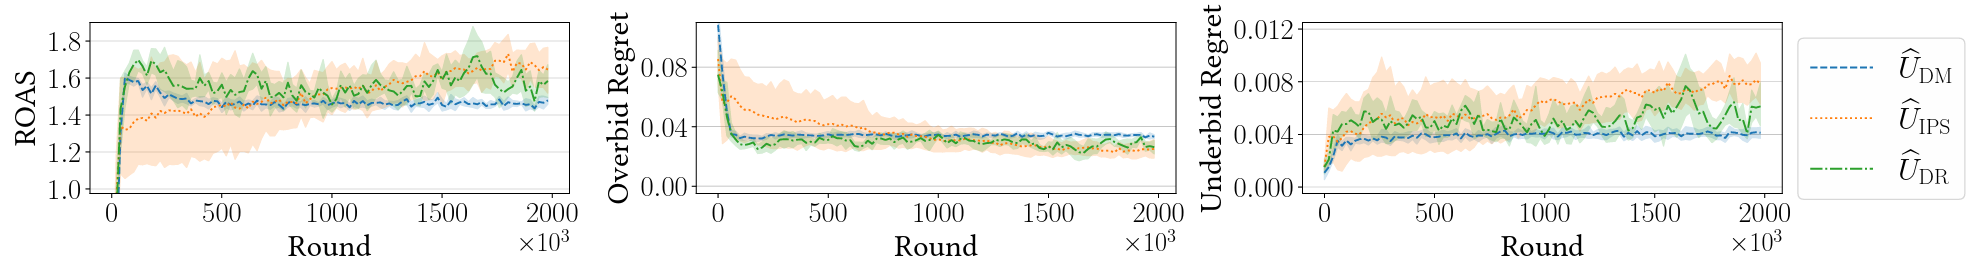 ROAS
1.8
1.6
1.4
1.2
1.0
0 500 1000 1500 2000
×10³
Round
Overbid Regret
0.08
0.04
0.00
0 500 1000 1500 2000
×10³
Round
Underbid Regret
0.012
0.008
0.004
0.000
0 500 1000 1500 2000
×10³
Round
Û_DM
Û_IPS
Û_DR